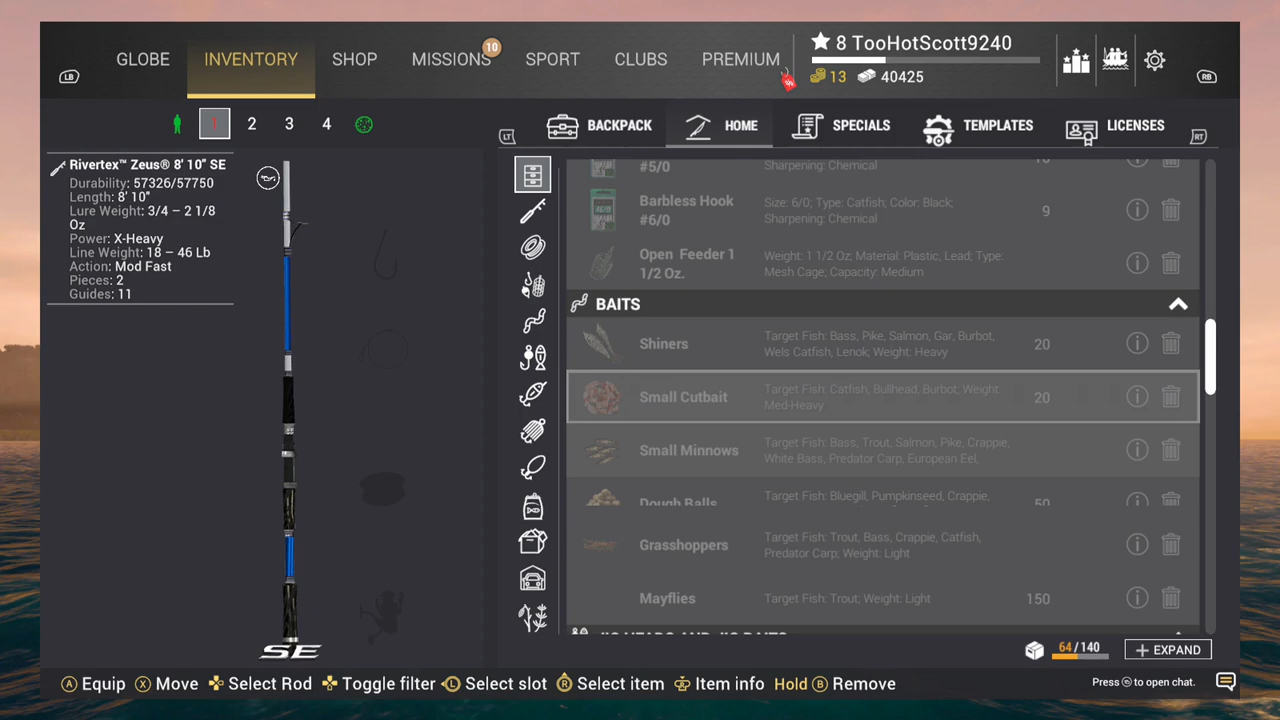 GLOBE INVENTORY SHOP MISSIONS 10 SPORT CLUBS PREMIUM
8 TooHotScott9240
13 40425
LB
RB
1 2 3 4
LT BACKPACK HOME SPECIALS TEMPLATES LICENSES RT
Rivertex™ Zeus® 8' 10" SE
Durability: 57326/57750
Length: 8' 10"
Lure Weight: 3/4 – 2 1/8
Oz
Power: X-Heavy
Line Weight: 18 – 46 Lb
Action: Mod Fast
Pieces: 2
Guides: 11
SE
#5/0
Sharpening: Chemical
Barbless Hook
#6/0
Size: 6/0; Type: Catfish; Color: Black;
Sharpening: Chemical
9
Open Feeder 1
1/2 Oz.
Weight: 1 1/2 Oz; Material: Plastic, Lead; Type:
Mesh Cage; Capacity: Medium
BAITS
Shiners
Target Fish: Bass, Pike, Salmon, Gar, Burbot,
Wels Catfish, Lenok; Weight: Heavy
20
Small Cutbait
Target Fish: Catfish, Bullhead, Burbot; Weight
Med-Heavy
20
Small Minnows
Target Fish: Bass, Trout, Salmon, Pike, Crappie,
White Bass, Predator Carp, European Eel,
Dough Balls
Target Fish: Bluegill, Pumpkinseed, Crappie,
50
Grasshoppers
Target Fish: Trout, Bass, Crappie, Catfish,
Predator Carp; Weight: Light
Mayflies
Target Fish: Trout; Weight: Light
150
JIG HEADS AND JIG BAITS
64/140
EXPAND
A Equip X Move Select Rod Toggle filter L Select slot R Select item Item info Hold B Remove
Press to open chat.